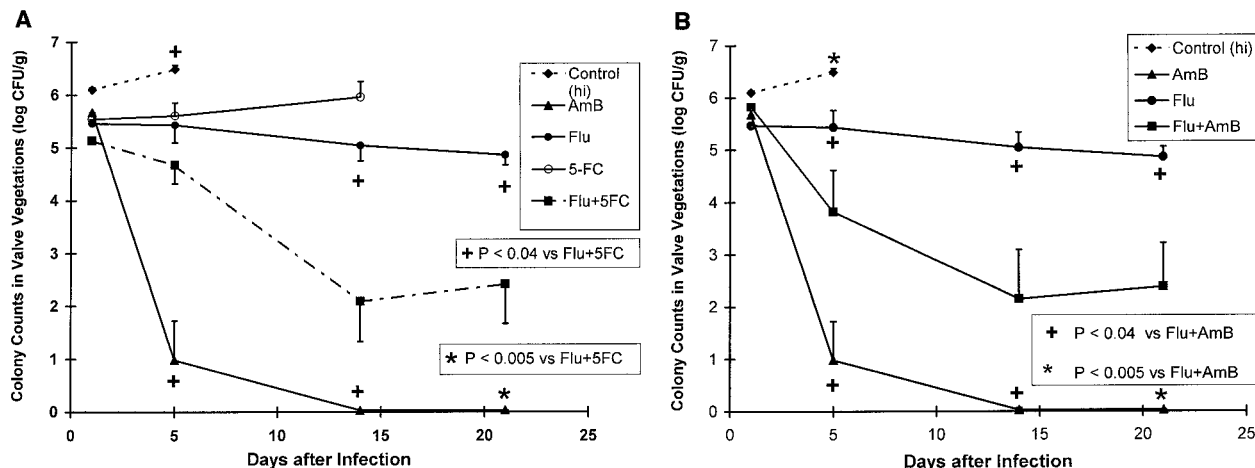 A
Colony Counts in Valve Vegetations (log CFU/g)
7
6
5
4
3
2
1
0
0 5 10 15 20 25
Days after Infection
Control
(hi)
AmB
Flu
5-FC
Flu+5FC
+ P < 0.04 vs Flu+5FC
* P < 0.005 vs Flu+5FC
+
+
+
+
+
*
B
Colony Counts in Valve Vegetations (log CFU/g)
7
6
5
4
3
2
1
0
0 5 10 15 20 25
Days after Infection
Control (hi)
AmB
Flu
Flu+AmB
+ P < 0.04 vs Flu+AmB
* P < 0.005 vs Flu+AmB
*
+
+
+
+
+
*